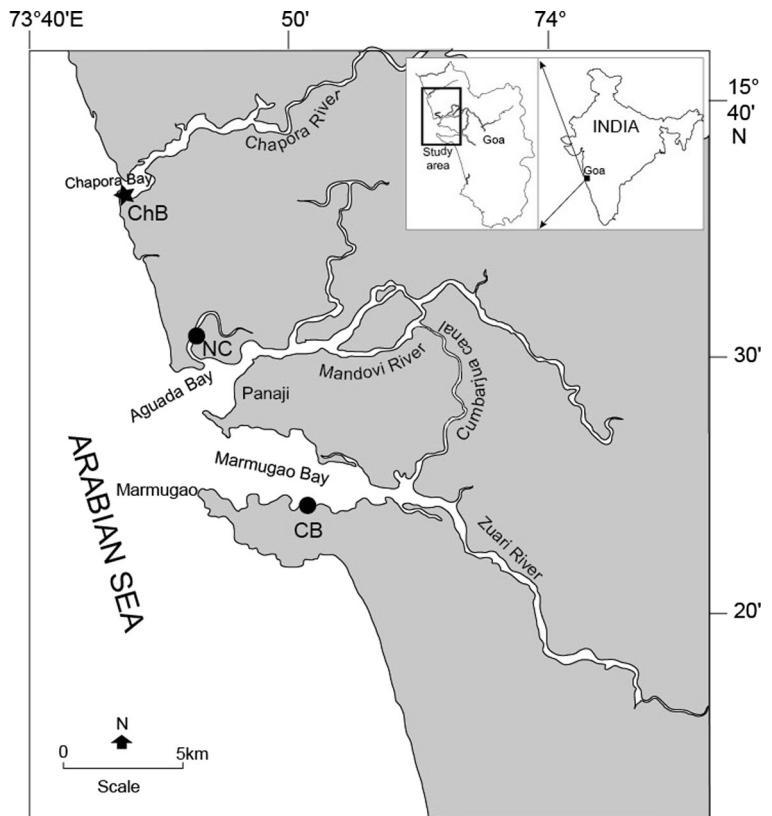 73°40'E
50'
74°
15°
40'
N
INDIA
Goa
Goa
Study
area
Chapora River
Chapora Bay
ChB
NC
30'
Mandovi River
Cumbarjua canal
Aguada Bay
Panaji
ARABIAN SEA
Marmugao Bay
Marmugao
CB
Zuari River
20'
N
0
5km
Scale